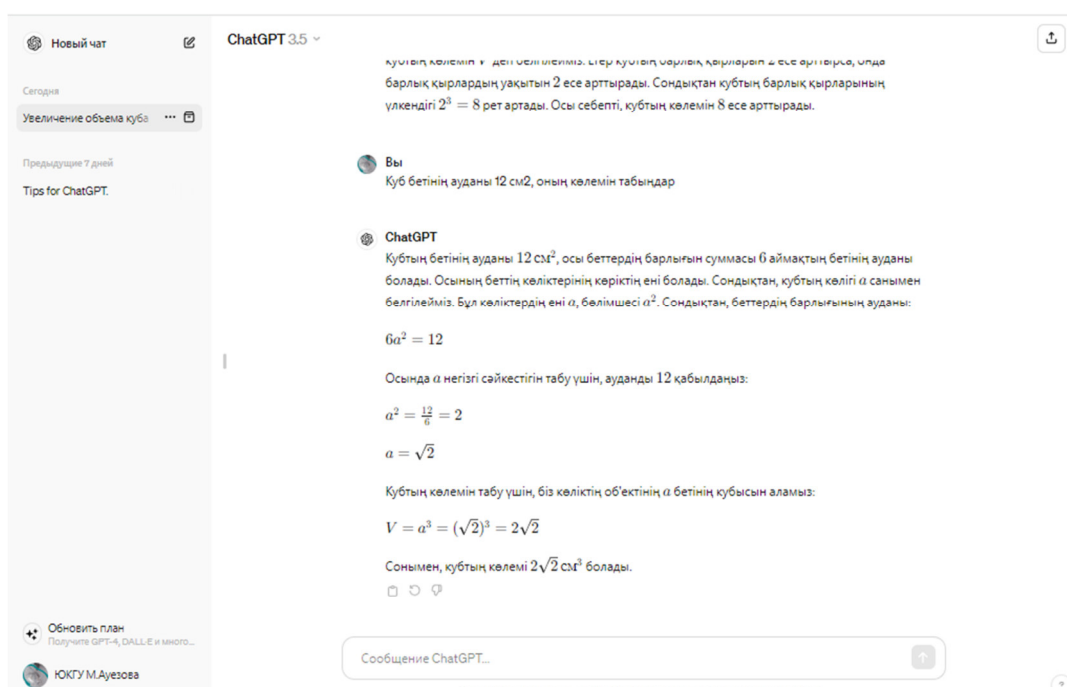 Новый чат
Сегодня
Увеличение объема куба ...
Предыдущие 7 дней
Tips for ChatGPT.
Обновить план
Получите GPT-4, DALL-E и много...
ЮКГУ М.Ауезова
ChatGPT 3.5
барлық қырлардың уақытын 2 есе арттырады. Сондықтан кубтың барлық қырларының
үлкендігі 2³ = 8 рет артады. Осы себепті, кубтың көлемін 8 есе арттырады.
Вы
Куб бетінің ауданы 12 см2, оның көлемін табыңдар
ChatGPT
Кубтың бетінің ауданы 12 см², осы беттердің барлығын суммасы 6 аймақтың бетінің ауданы
болады. Осының беттің көліктерінің көріктің ені болады. Сондықтан, кубтың көлігі a санымен
белгілейміз. Бұл көліктердің ені a, бөлімшесі a². Сондықтан, беттердің барлығының ауданы:
6a² = 12
Осында a негізгі сәйкестігін табу үшін, ауданды 12 қабылдаңыз:
a² = 12/6 = 2
a = √2
Кубтың көлемін табу үшін, біз көліктің об'ектінің a бетінің кубысын аламыз:
V = a³ = (√2)³ = 2√2
Сонымен, кубтың көлемі 2√2 см³ болады.
Сообщение ChatGPT...
?